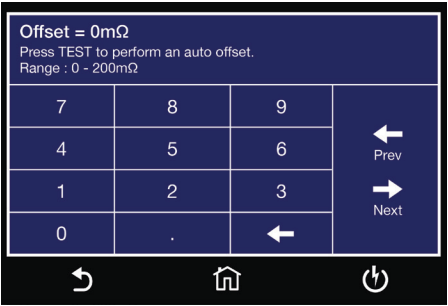 Offset = 0mΩ
Press TEST to perform an auto offset.
Range : 0 - 200mΩ
7 8 9
4 5 6
Prev
1 2 3
Next
0 .